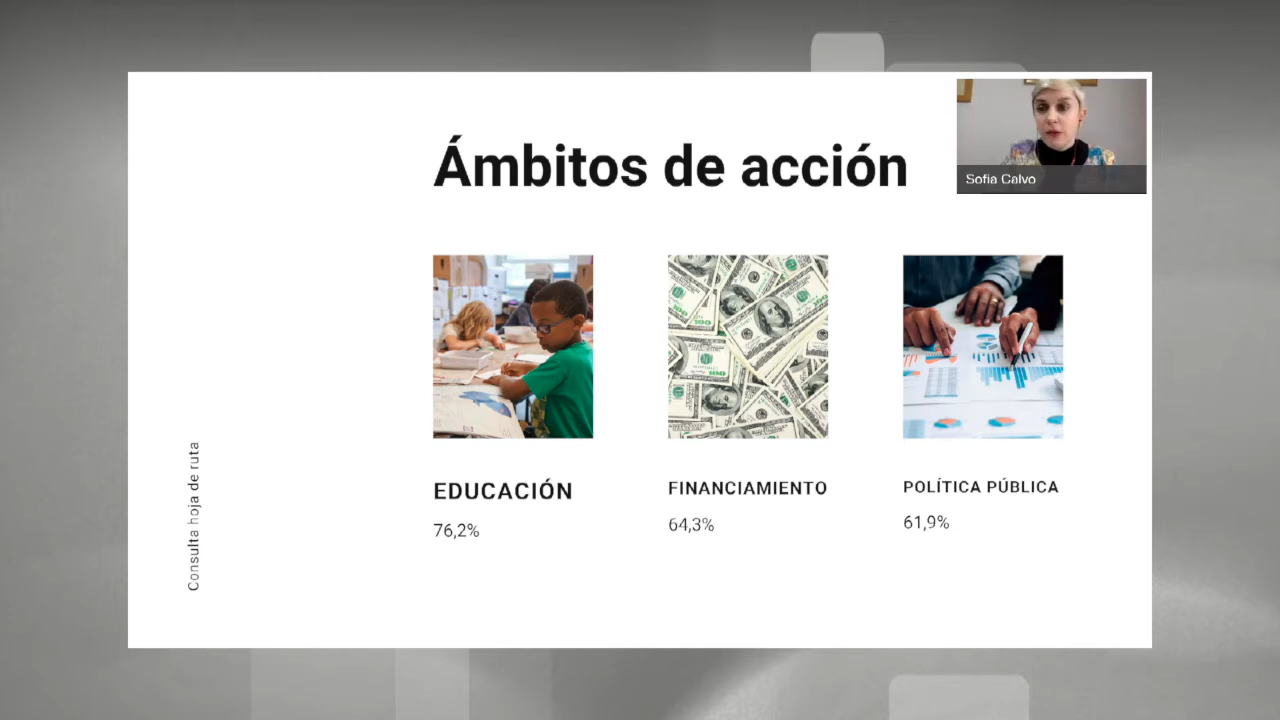 Ámbitos de acción
Sofia Calvo
EDUCACIÓN
76,2%
FINANCIAMIENTO
64,3%
POLÍTICA PÚBLICA
61,9%
Consulta hoja de ruta